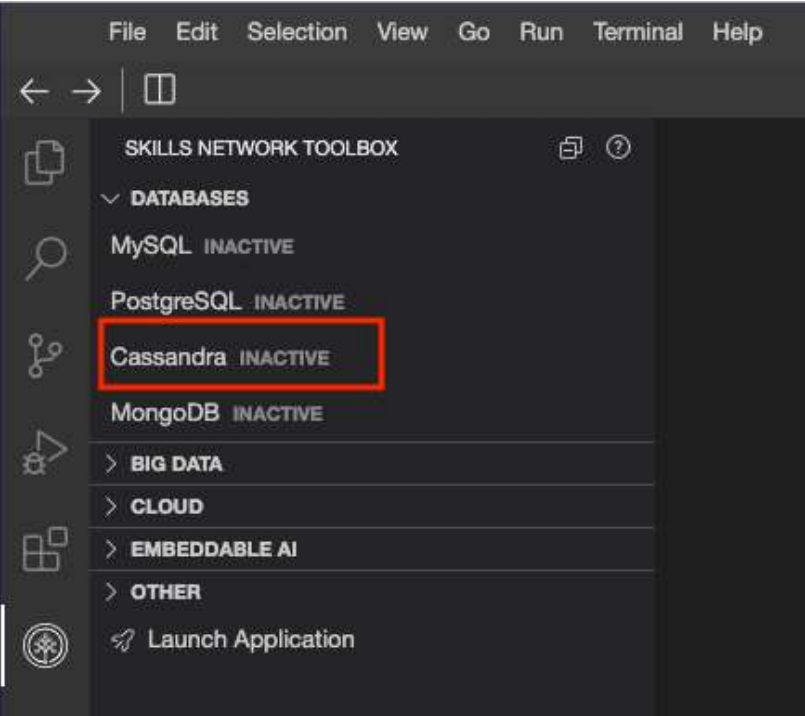 File Edit Selection View Go Run Terminal Help
SKILLS NETWORK TOOLBOX
DATABASES
MySQL INACTIVE
PostgreSQL INACTIVE
Cassandra INACTIVE
MongoDB INACTIVE
BIG DATA
CLOUD
EMBEDDABLE AI
OTHER
Launch Application